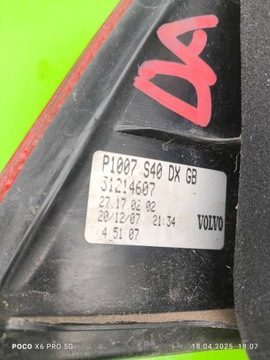 DA
P1007 S40 DX GB
31214607
27 17 02 02
20/12/07 21:34
4 51 07
VOLVO
POCO X6 PRO 5G
18.04.2025 18:07